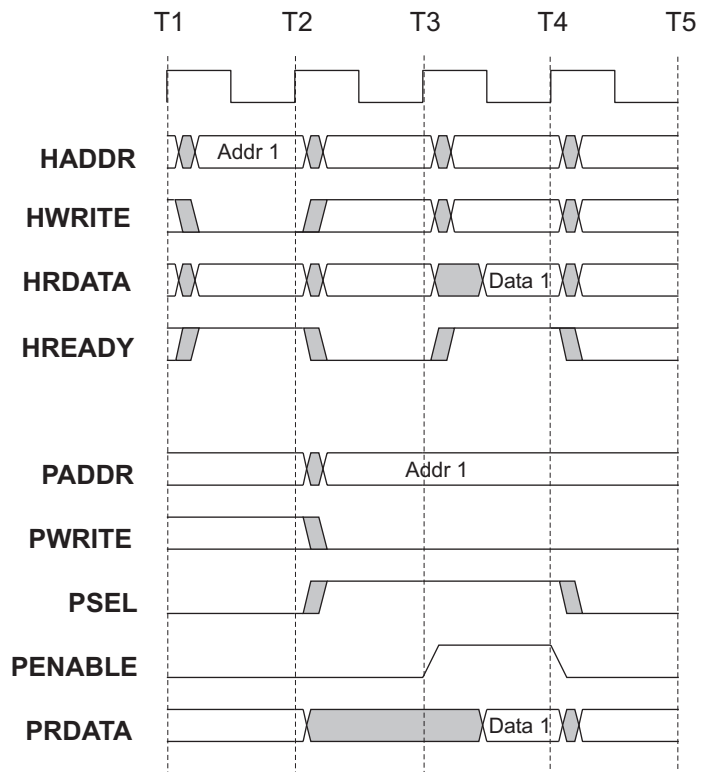 T1 T2 T3 T4 T5
HADDR Addr 1
HWRITE
HRDATA Data 1
HREADY
PADDR Addr 1
PWRITE
PSEL
PENABLE
PRDATA Data 1